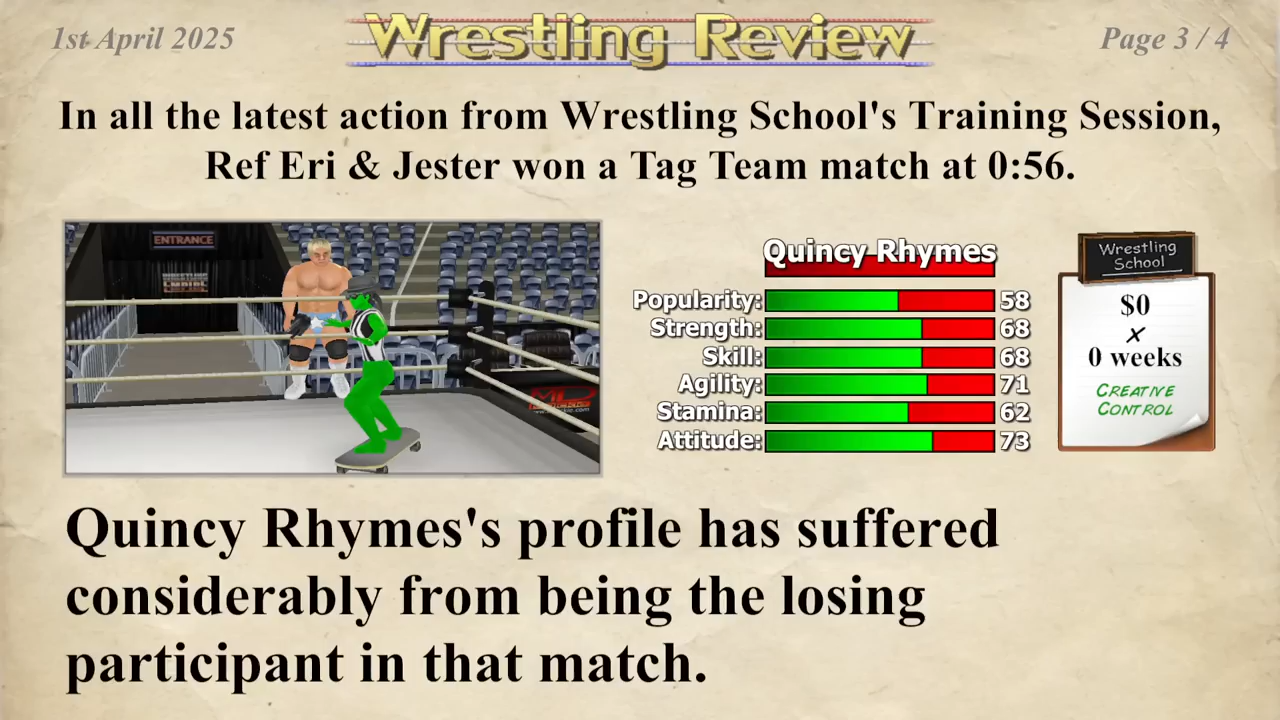 1st April 2025
Wrestling Review
Page 3 / 4
In all the latest action from Wrestling School's Training Session,
Ref Eri & Jester won a Tag Team match at 0:56.
ENTRANCE
WRESTLING
EMPIRE
MD
Quincy Rhymes
Popularity: 58
Strength: 68
Skill: 68
Agility: 71
Stamina: 62
Attitude: 73
Wrestling
School
$0
x
0 weeks
CREATIVE
CONTROL
Quincy Rhymes's profile has suffered
considerably from being the losing
participant in that match.